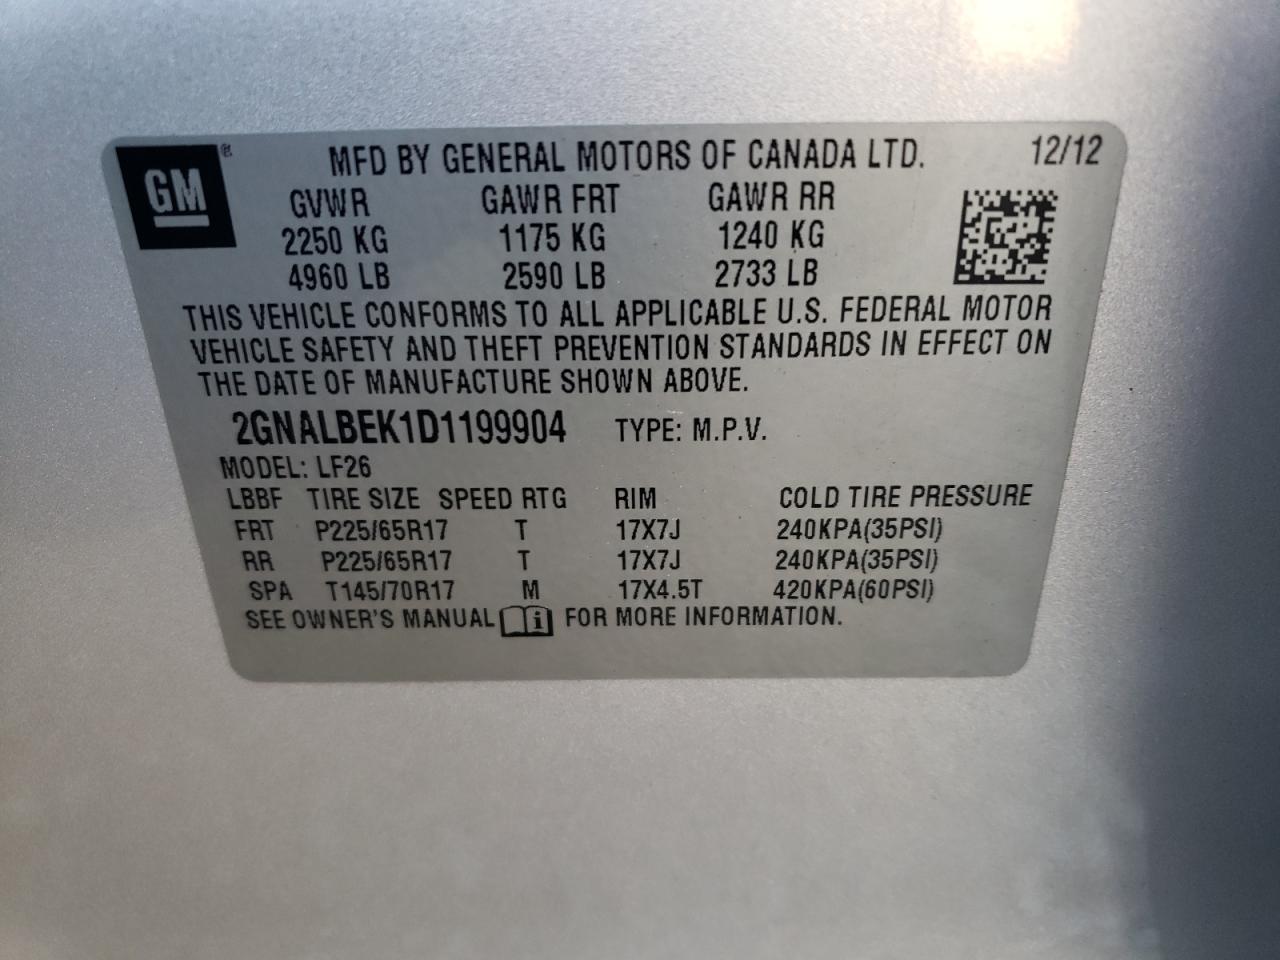 GM ® MFD BY GENERAL MOTORS OF CANADA LTD. 12/12
GVWR GAWR FRT GAWR RR
2250 KG 1175 KG 1240 KG
4960 LB 2590 LB 2733 LB
THIS VEHICLE CONFORMS TO ALL APPLICABLE U.S. FEDERAL MOTOR
VEHICLE SAFETY AND THEFT PREVENTION STANDARDS IN EFFECT ON
THE DATE OF MANUFACTURE SHOWN ABOVE.
2GNALBEK1D1199904 TYPE: M.P.V.
MODEL: LF26
LBBF TIRE SIZE SPEED RTG RIM COLD TIRE PRESSURE
FRT P225/65R17 T 17X7J 240KPA(35PSI)
RR P225/65R17 T 17X7J 240KPA(35PSI)
SPA T145/70R17 M 17X4.5T 420KPA(60PSI)
SEE OWNER'S MANUAL i FOR MORE INFORMATION.